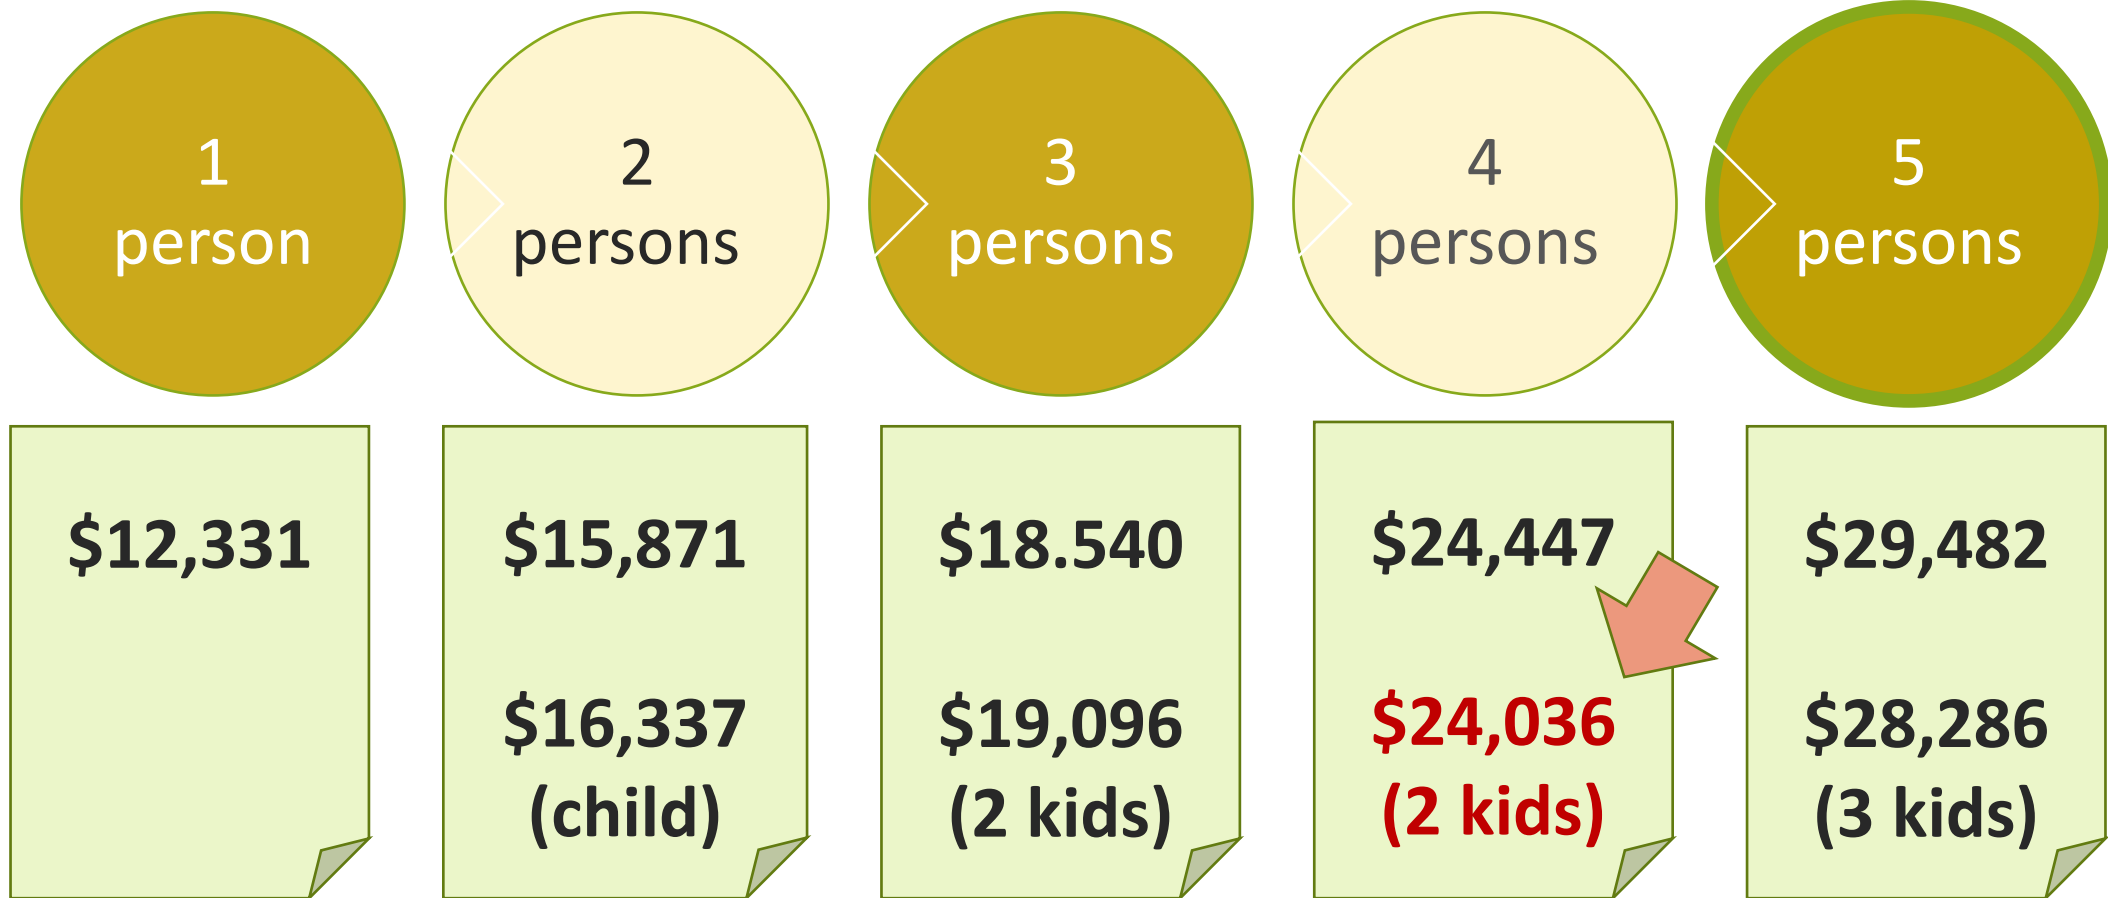 1
person
2
persons
3
persons
4
persons
5
persons
$12,331
$15,871
$16,337
(child)
$18.540
$19,096
(2 kids)
$24,447
$24,036
(2 kids)
$29,482
$28,286
(3 kids)